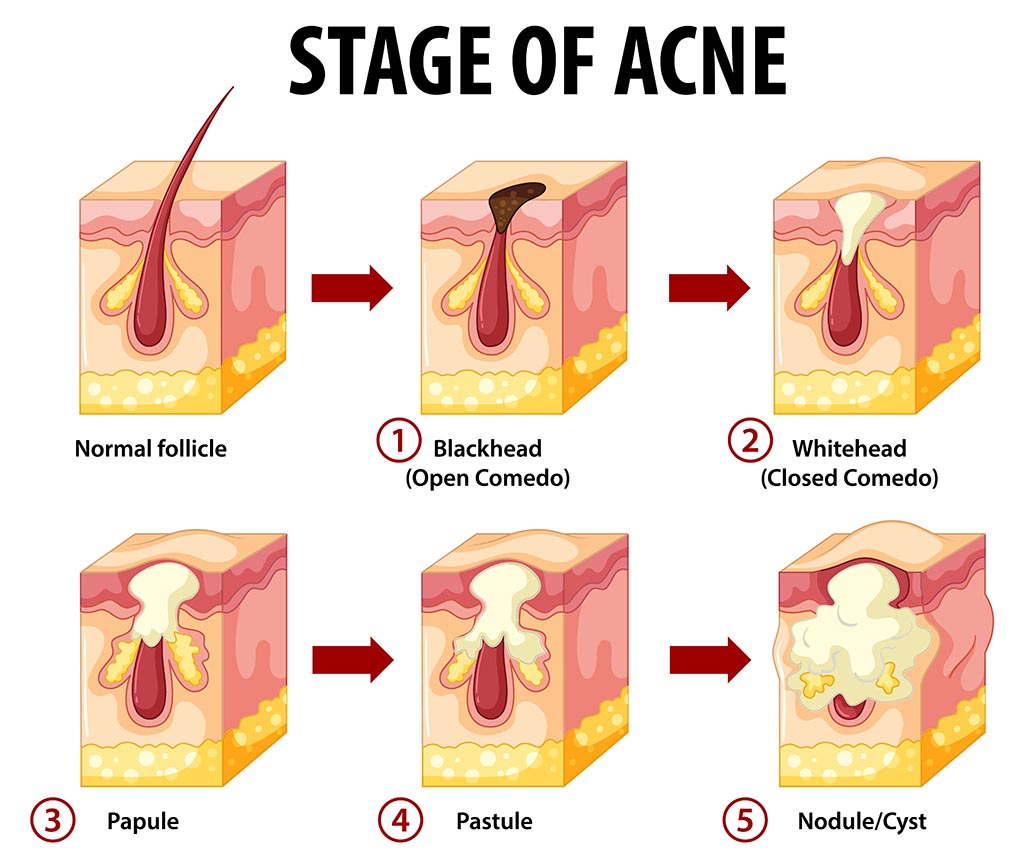 STAGE OF ACNE
Normal follicle
1 Blackhead
(Open Comedo)
2 Whitehead
(Closed Comedo)
3 Papule
4 Pastule
5 Nodule/Cyst